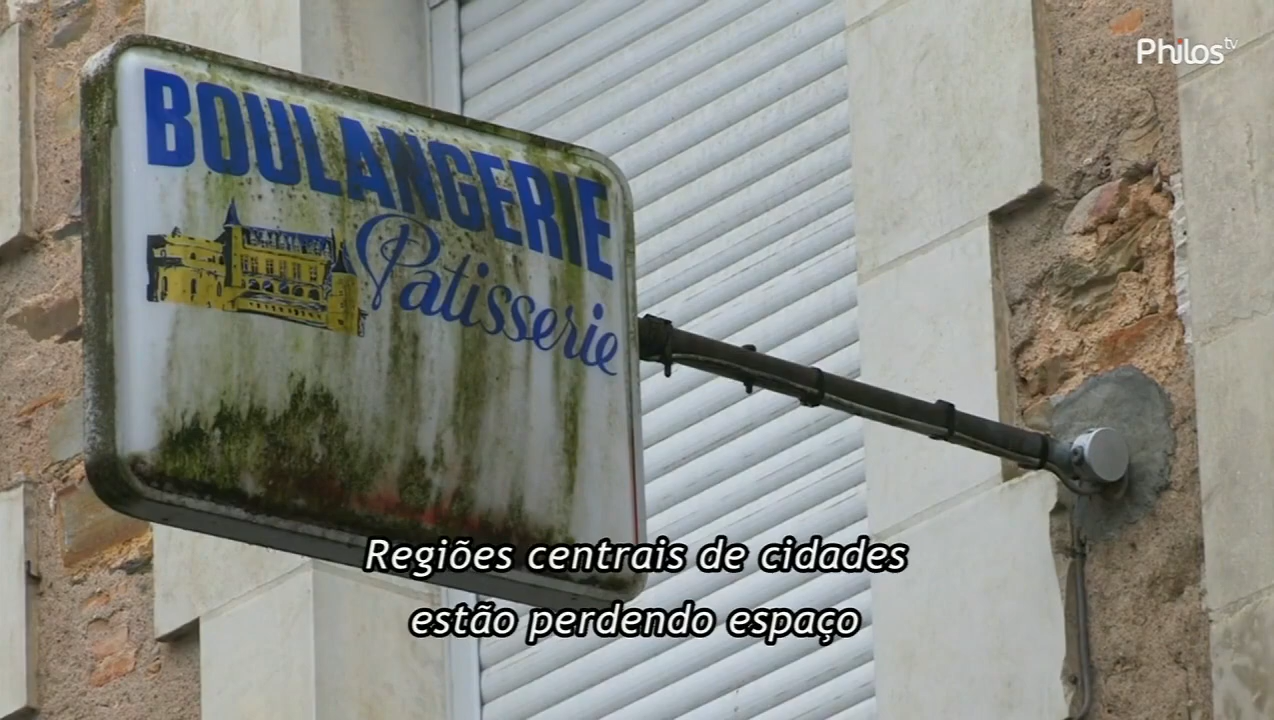 Philos tv
BOULANGERIE
Patisserie
Regiões centrais de cidades
estão perdendo espaço